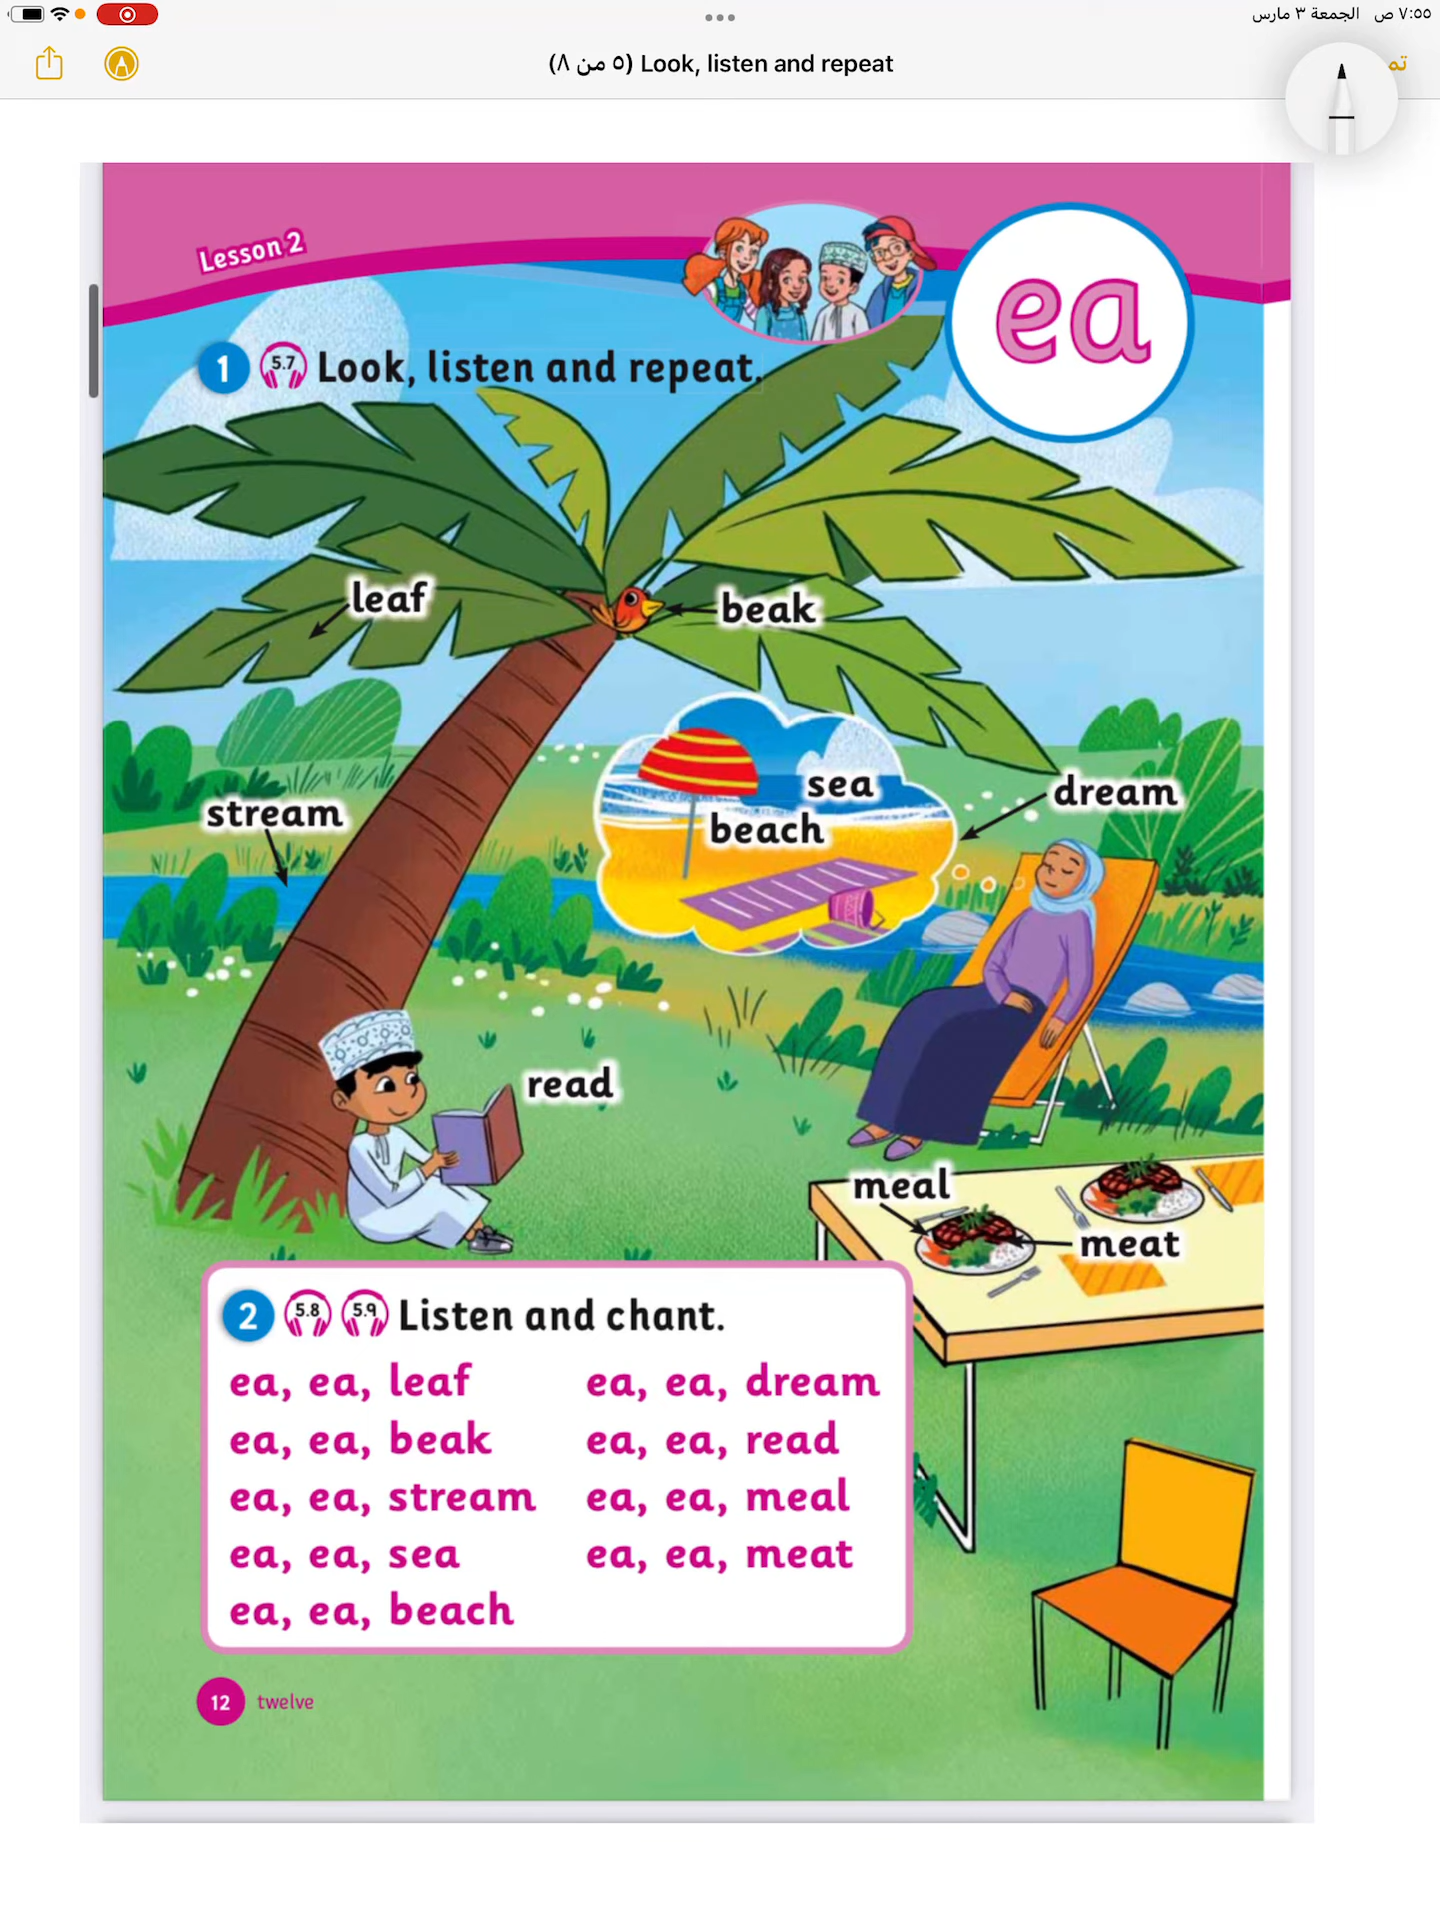 ٧:٥٥ ص الجمعة ٣ مارس
Look, listen and repeat (٥ من ٨)
تم
Lesson 2
ea
1 5.7 Look, listen and repeat.
leaf
beak
sea
dream
stream
beach
read
meal
meat
2 5.8 5.9 Listen and chant.
ea, ea, leaf
ea, ea, beak
ea, ea, stream
ea, ea, sea
ea, ea, beach
ea, ea, dream
ea, ea, read
ea, ea, meal
ea, ea, meat
12 twelve